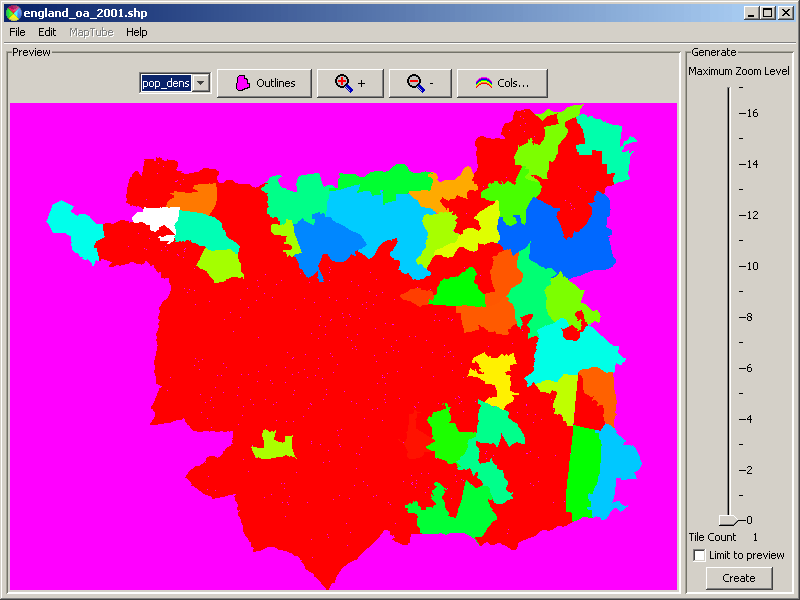 england_oa_2001.shp
File Edit MapTube Help
Preview
pop_dens Outlines + - Cols...
Generate
Maximum Zoom Level
16
14
12
10
8
6
4
2
0
Tile Count 1
Limit to preview
Create